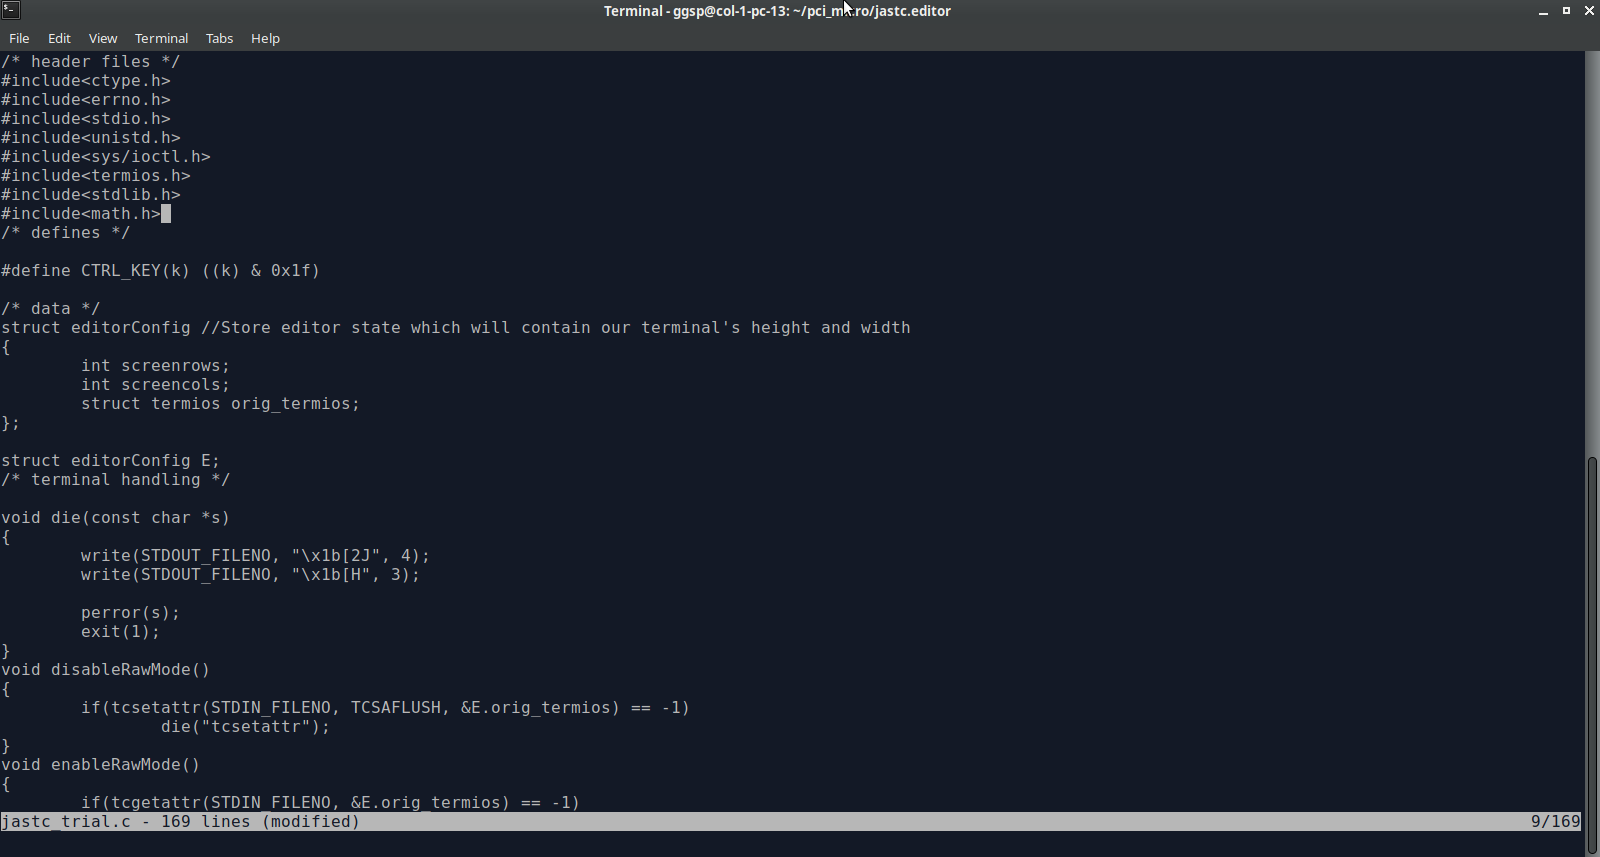 Terminal - ggsp@col-1-pc-13: ~/pci_macro/jastc.editor
File Edit View Terminal Tabs Help
/* header files */
#include<ctype.h>
#include<errno.h>
#include<stdio.h>
#include<unistd.h>
#include<sys/ioctl.h>
#include<termios.h>
#include<stdlib.h>
#include<math.h>
/* defines */
#define CTRL_KEY(k) ((k) & 0x1f)
/* data */
struct editorConfig //Store editor state which will contain our terminal's height and width
{
        int screenrows;
        int screencols;
        struct termios orig_termios;
};
struct editorConfig E;
/* terminal handling */
void die(const char *s)
{
        write(STDOUT_FILENO, "\x1b[2J", 4);
        write(STDOUT_FILENO, "\x1b[H", 3);
        perror(s);
        exit(1);
}
void disableRawMode()
{
        if(tcsetattr(STDIN_FILENO, TCSAFLUSH, &E.orig_termios) == -1)
                die("tcsetattr");
}
void enableRawMode()
{
        if(tcgetattr(STDIN_FILENO, &E.orig_termios) == -1)
jastc_trial.c - 169 lines (modified) 9/169